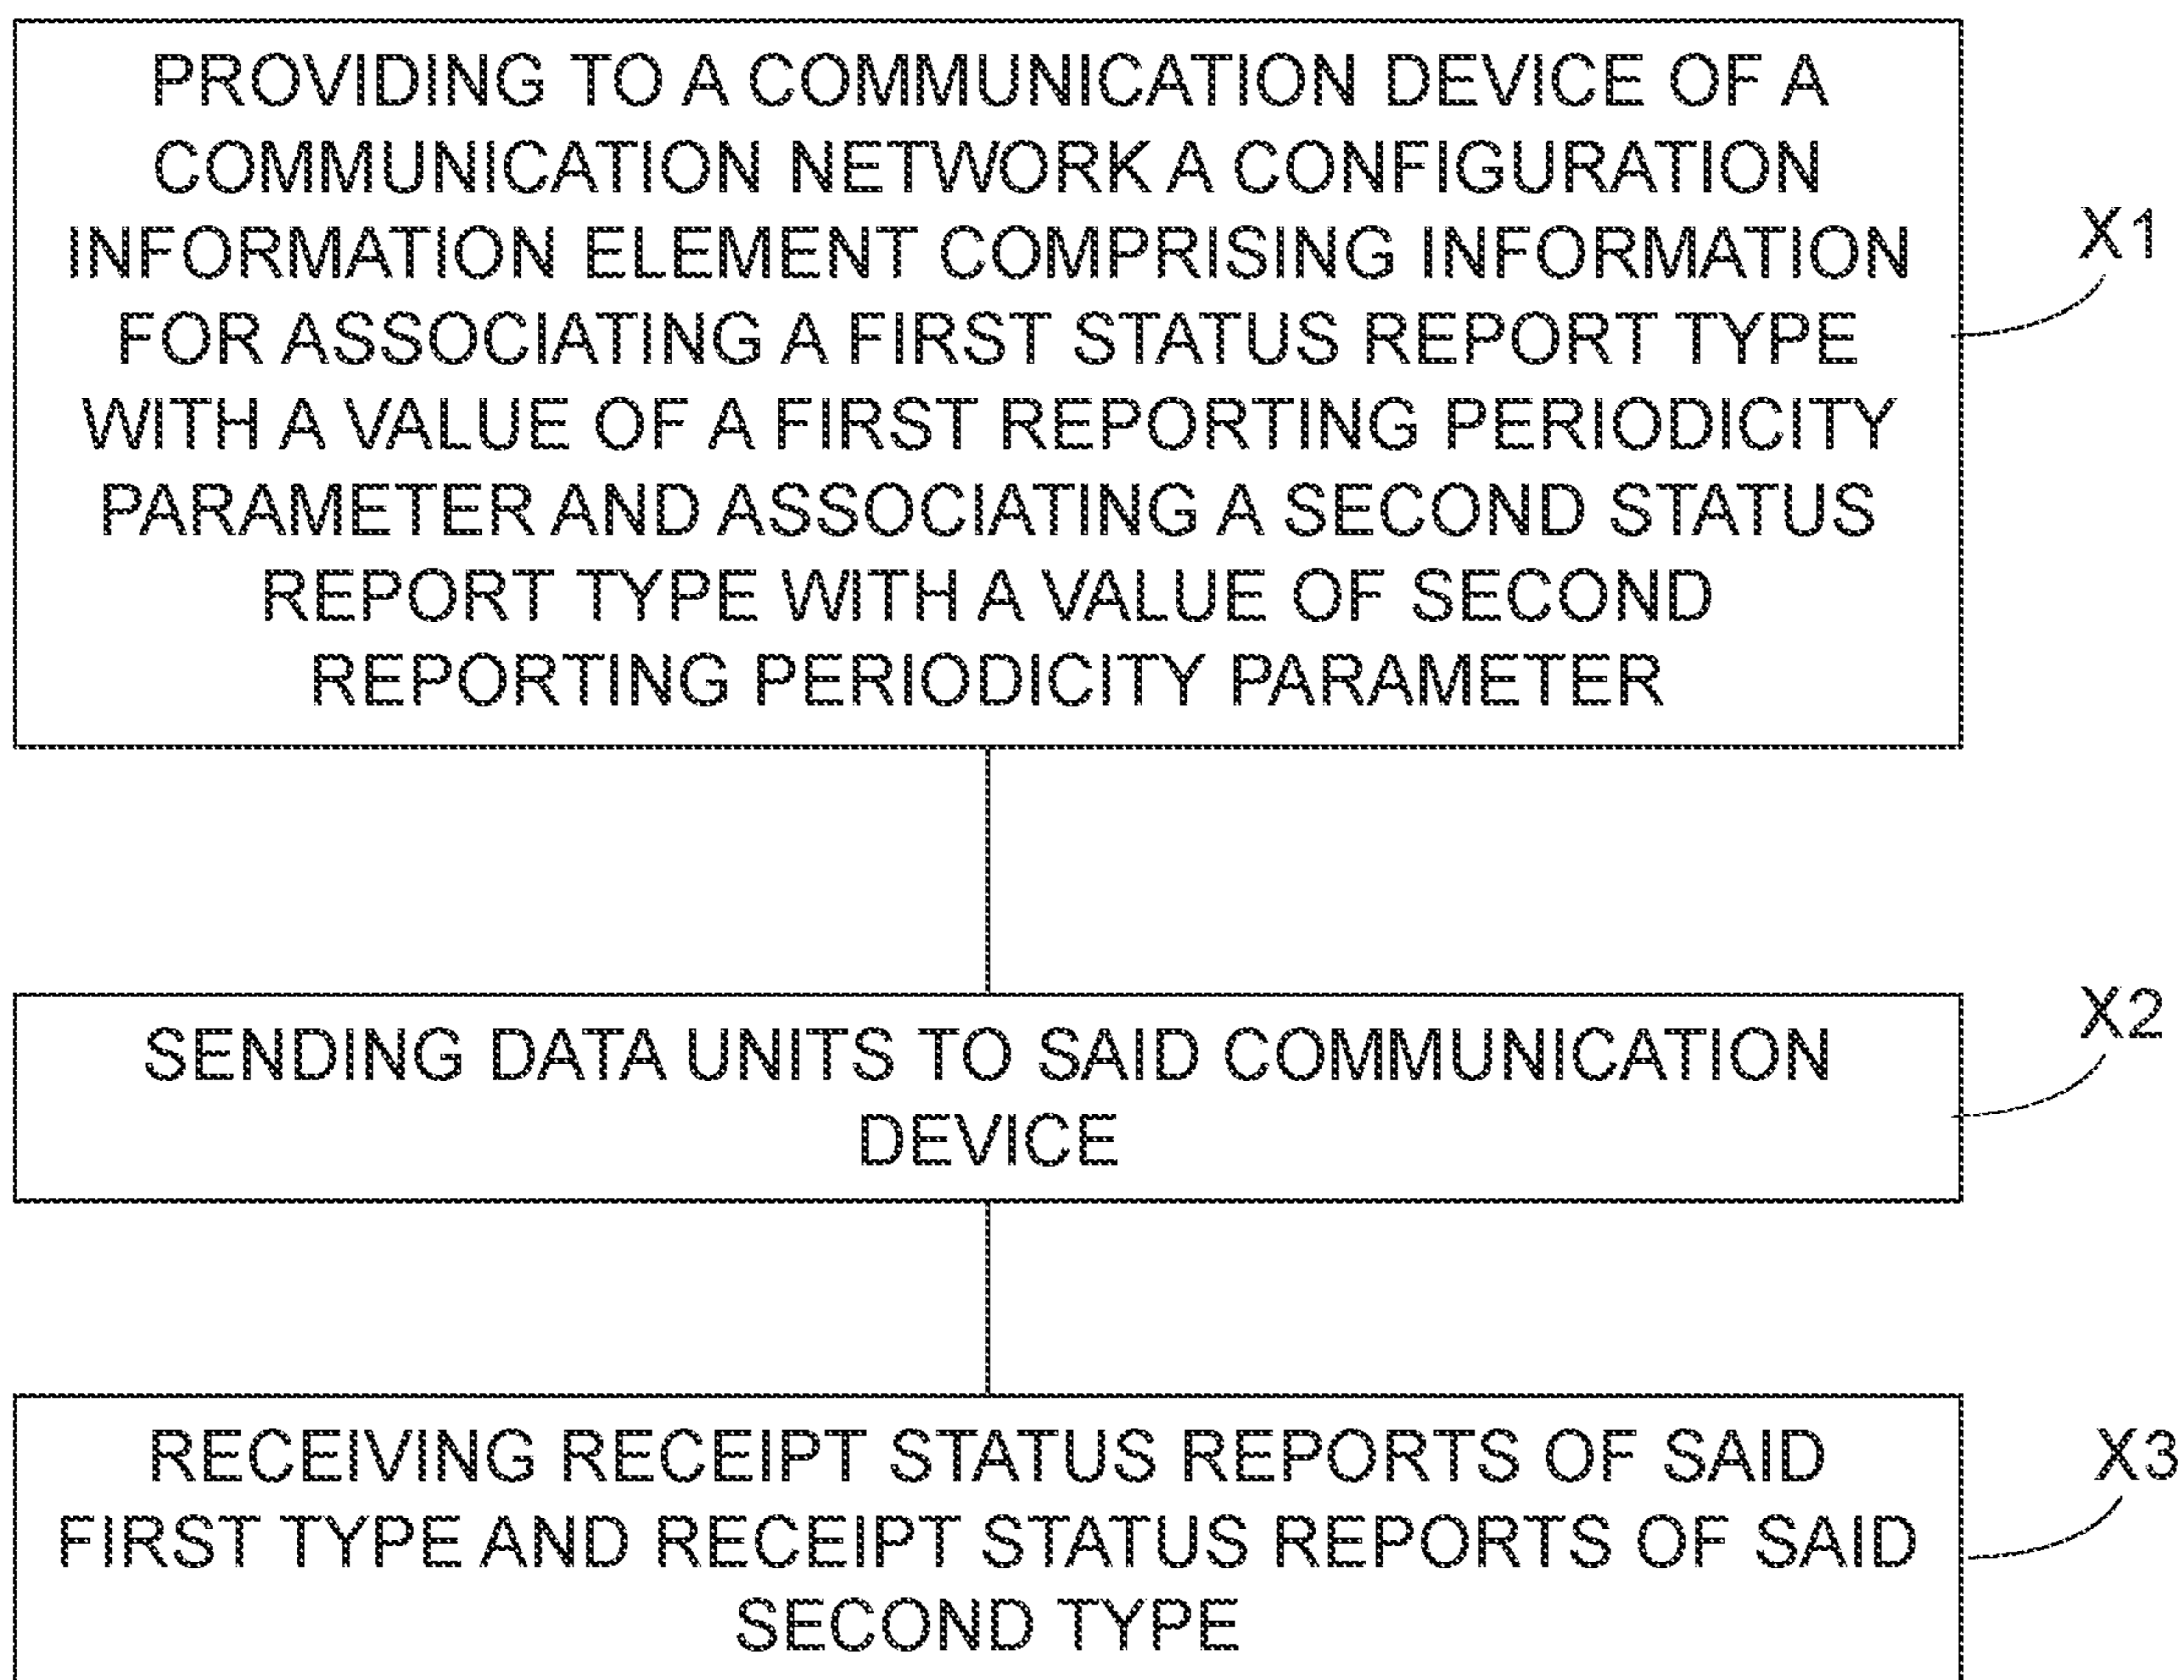 PROVIDING TO A COMMUNICATION DEVICE OF A
COMMUNICATION NETWORK A CONFIGURATION
INFORMATION ELEMENT COMPRISING INFORMATION
FOR ASSOCIATING A FIRST STATUS REPORT TYPE
WITH A VALUE OF A FIRST REPORTING PERIODICITY
PARAMETER AND ASSOCIATING A SECOND STATUS
REPORT TYPE WITH A VALUE OF SECOND
REPORTING PERIODICITY PARAMETER
X1
SENDING DATA UNITS TO SAID COMMUNICATION
DEVICE
X2
RECEIVING RECEIPT STATUS REPORTS OF SAID
FIRST TYPE AND RECEIPT STATUS REPORTS OF SAID
SECOND TYPE
X3